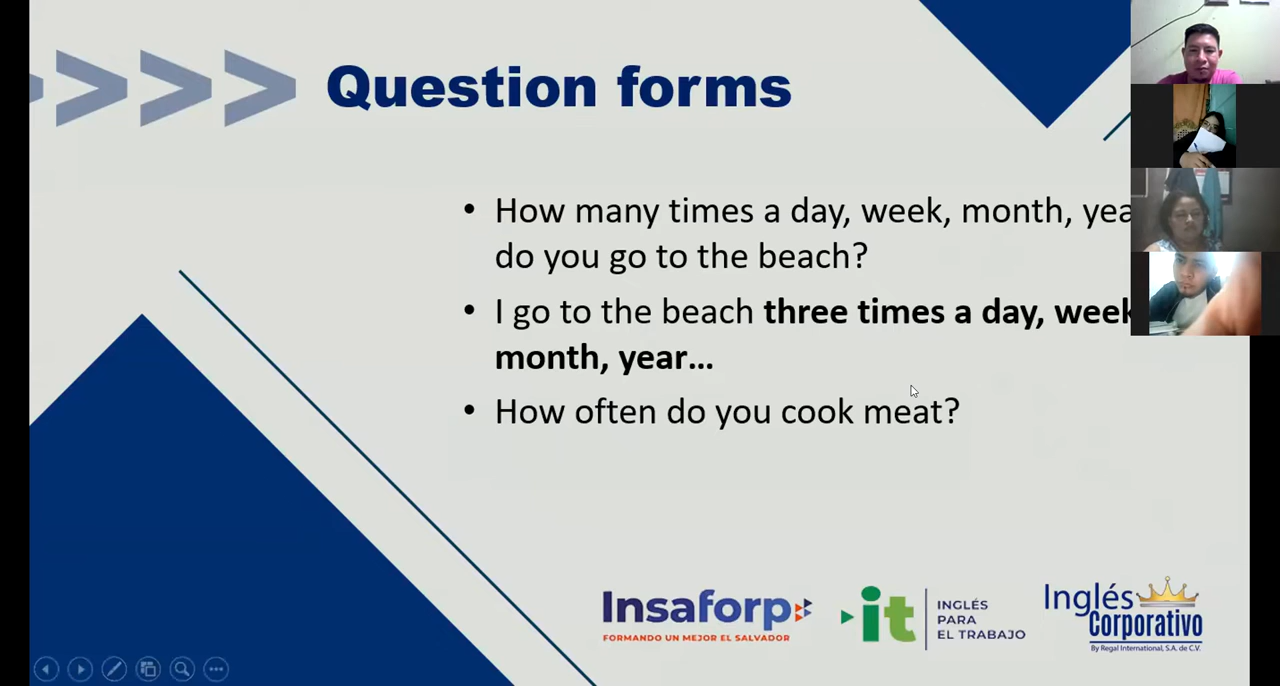 Question forms
• How many times a day, week, month, yea
do you go to the beach?
• I go to the beach three times a day, week
month, year...
• How often do you cook meat?
Insaforp
FORMANDO UN MEJOR EL SALVADOR
it
INGLÉS
PARA
EL TRABAJO
Inglés
Corporativo
By Regal International, S.A. de C.V.